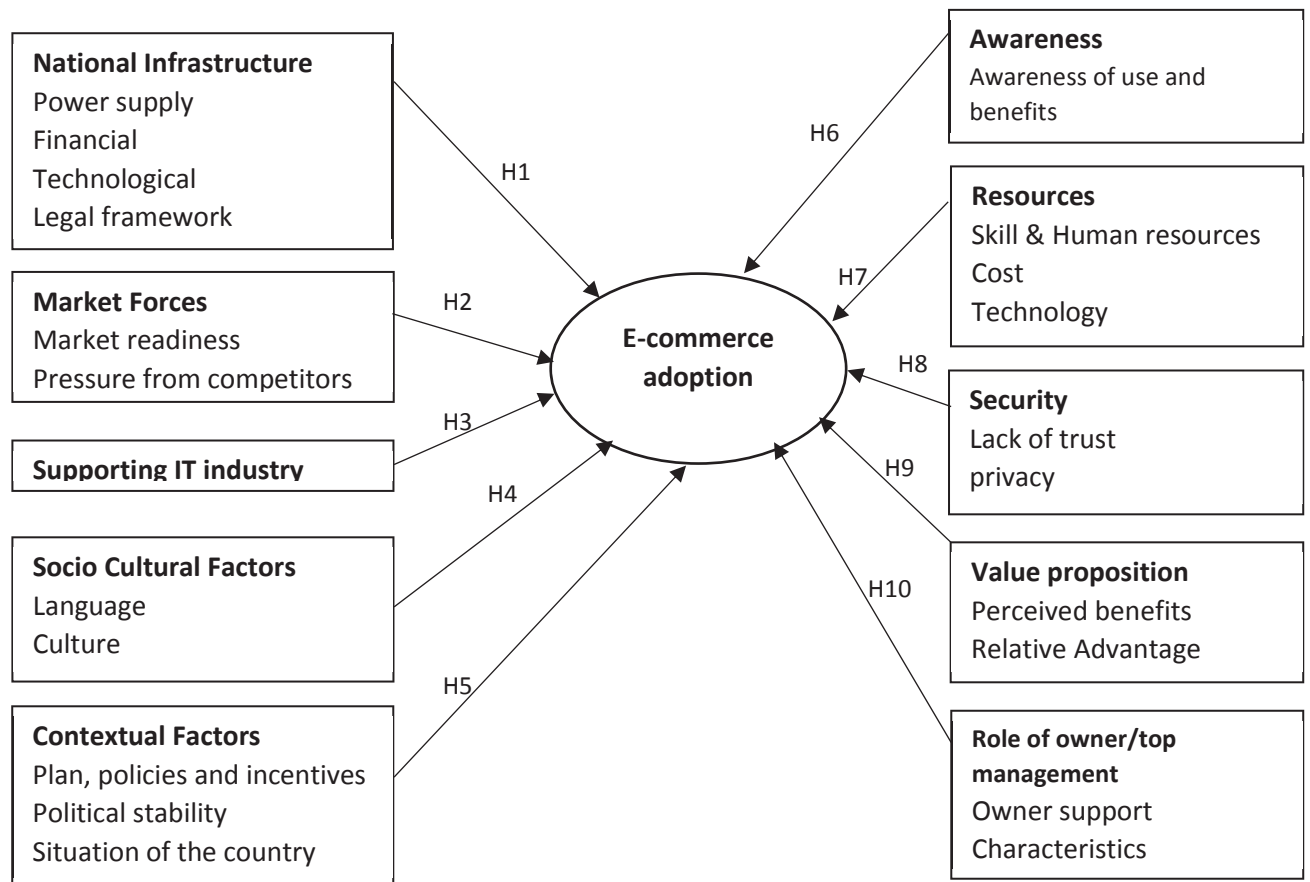 National Infrastructure
Power supply
Financial
Technological
Legal framework
H1
Market Forces
Market readiness
Pressure from competitors
H2
Supporting IT industry
H3
Socio Cultural Factors
Language
Culture
H4
Contextual Factors
Plan, policies and incentives
Political stability
Situation of the country
H5
E-commerce
adoption
Awareness
Awareness of use and
benefits
H6
Resources
Skill & Human resources
Cost
Technology
H7
Security
Lack of trust
privacy
H8
Value proposition
Perceived benefits
Relative Advantage
H9
Role of owner/top
management
Owner support
Characteristics
H10